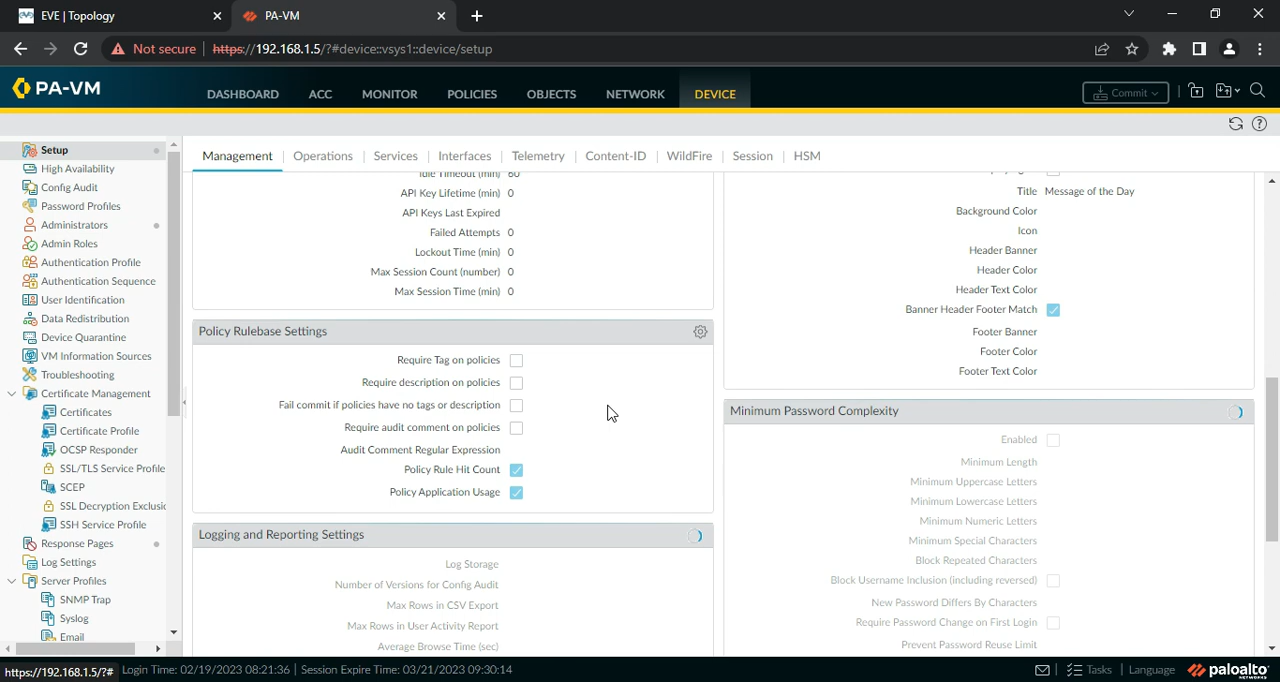 EVE | Topology
PA-VM
Not secure
https://192.168.1.5/?#device::vsys1::device/setup
PA-VM
DASHBOARD
ACC
MONITOR
POLICIES
OBJECTS
NETWORK
DEVICE
Commit
Setup
High Availability
Config Audit
Password Profiles
Administrators
Admin Roles
Authentication Profile
Authentication Sequence
User Identification
Data Redistribution
Device Quarantine
VM Information Sources
Troubleshooting
Certificate Management
Certificates
Certificate Profile
OCSP Responder
SSL/TLS Service Profile
SCEP
SSL Decryption Exclusic
SSH Service Profile
Response Pages
Log Settings
Server Profiles
SNMP Trap
Syslog
Email
Management
Operations
Services
Interfaces
Telemetry
Content-ID
WildFire
Session
HSM
Idle Timeout (min) 60
API Key Lifetime (min) 0
API Keys Last Expired
Failed Attempts 0
Lockout Time (min) 0
Max Session Count (number) 0
Max Session Time (min) 0
Policy Rulebase Settings
Require Tag on policies
Require description on policies
Fail commit if policies have no tags or description
Require audit comment on policies
Audit Comment Regular Expression
Policy Rule Hit Count
Policy Application Usage
Logging and Reporting Settings
Log Storage
Number of Versions for Config Audit
Max Rows in CSV Export
Max Rows in User Activity Report
Average Browse Time (sec)
Title Message of the Day
Background Color
Icon
Header Banner
Header Color
Header Text Color
Banner Header Footer Match
Footer Banner
Footer Color
Footer Text Color
Minimum Password Complexity
Enabled
Minimum Length
Minimum Uppercase Letters
Minimum Lowercase Letters
Minimum Numeric Letters
Minimum Special Characters
Block Repeated Characters
Block Username Inclusion (including reversed)
New Password Differs By Characters
Require Password Change on First Login
Prevent Password Reuse Limit
https://192.168.1.5/?#
Login Time: 02/19/2023 08:21:36 | Session Expire Time: 03/21/2023 09:30:14
Tasks
Language
paloalto
NETWORKS